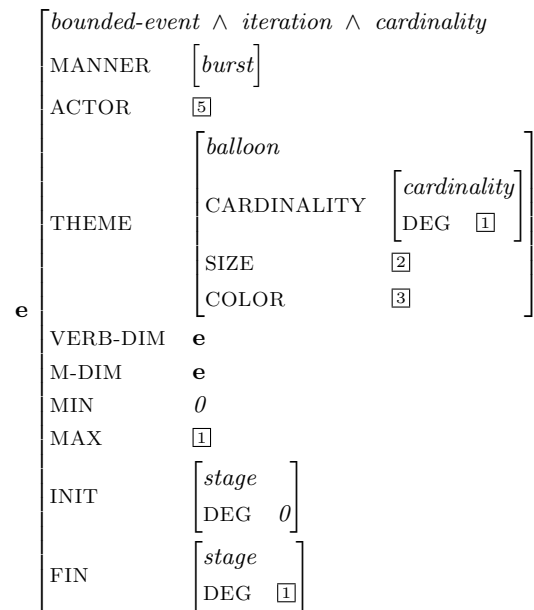 bounded-event ∧ iteration ∧ cardinality
MANNER [burst]
ACTOR 5
balloon
CARDINALITY [cardinality
DEG 1]
THEME
SIZE 2
COLOR 3
e
VERB-DIM e
M-DIM e
MIN 0
MAX 1
INIT [stage
DEG 0]
FIN [stage
DEG 1]